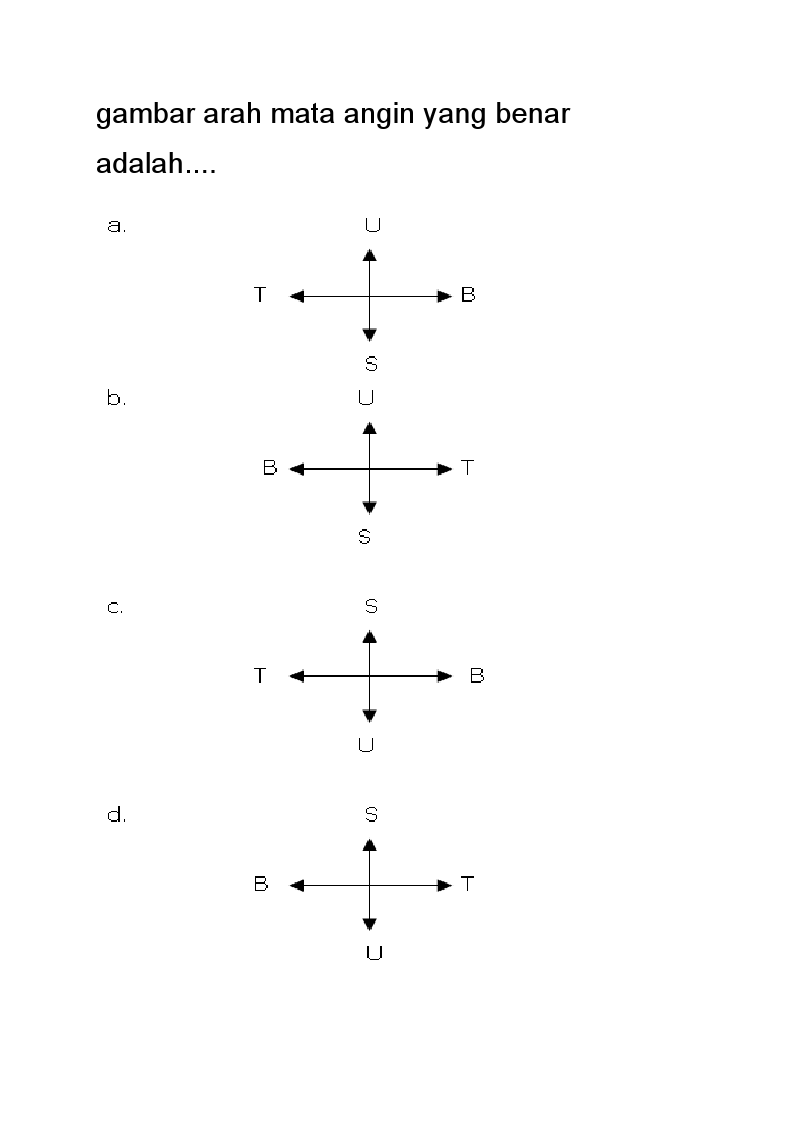 gambar arah mata angin yang benar
adalah....
a.
U
T B
S
b.
U
B T
S
c.
S
T B
U
d.
S
B T
U